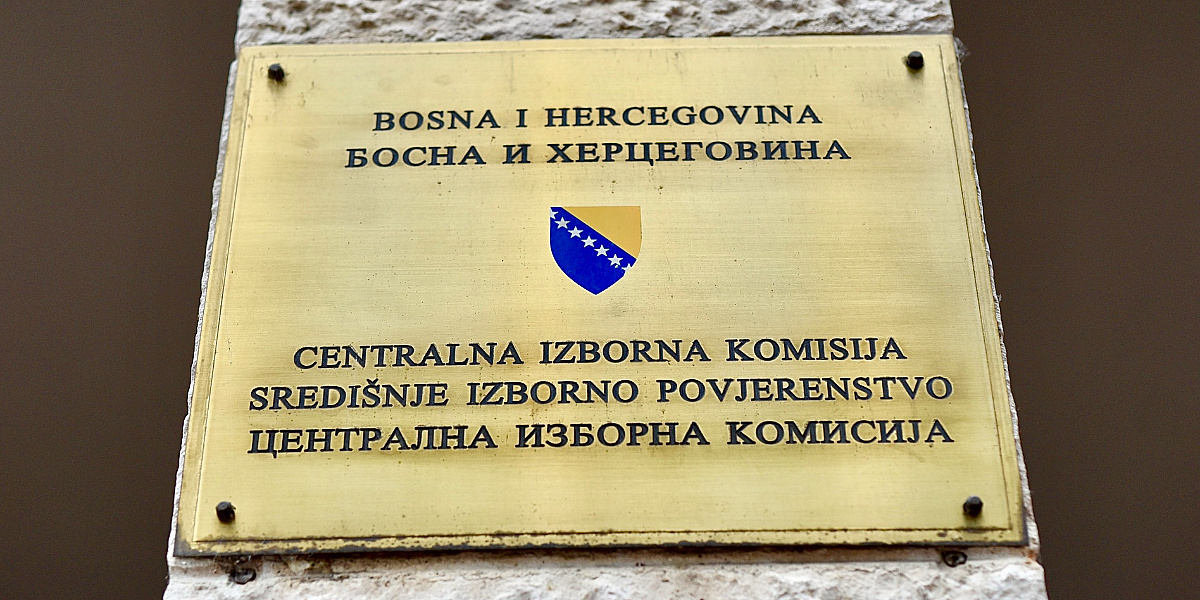 BOSNA I HERCEGOVINA
БОСНА И ХЕРЦЕГОВИНА
CENTRALNA IZBORNA KOMISIJA
SREDIŠNJE IZBORNO POVJERENSTVO
ЦЕНТРАЛНА ИЗБОРНА КОМИСИЈА